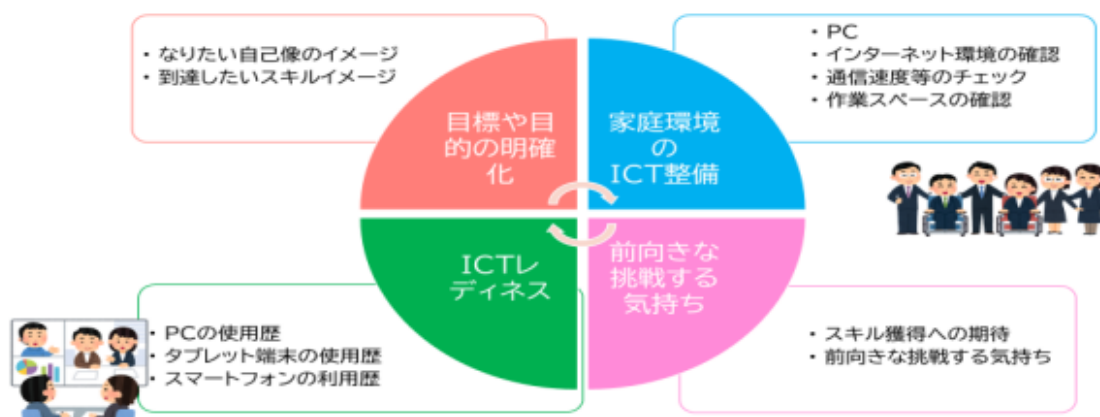 ・なりたい自己像のイメージ
・到達したいスキルイメージ
・PC
・インターネット環境の確認
・通信速度等のチェック
・作業スペースの確認
目標や目
的の明確
化
家庭環境
の
ICT整備
ICTレ
ディネス
前向きな
挑戦する
気持ち
・PCの使用歴
・タブレット端末の使用歴
・スマートフォンの利用歴
・スキル獲得への期待
・前向きな挑戦する気持ち